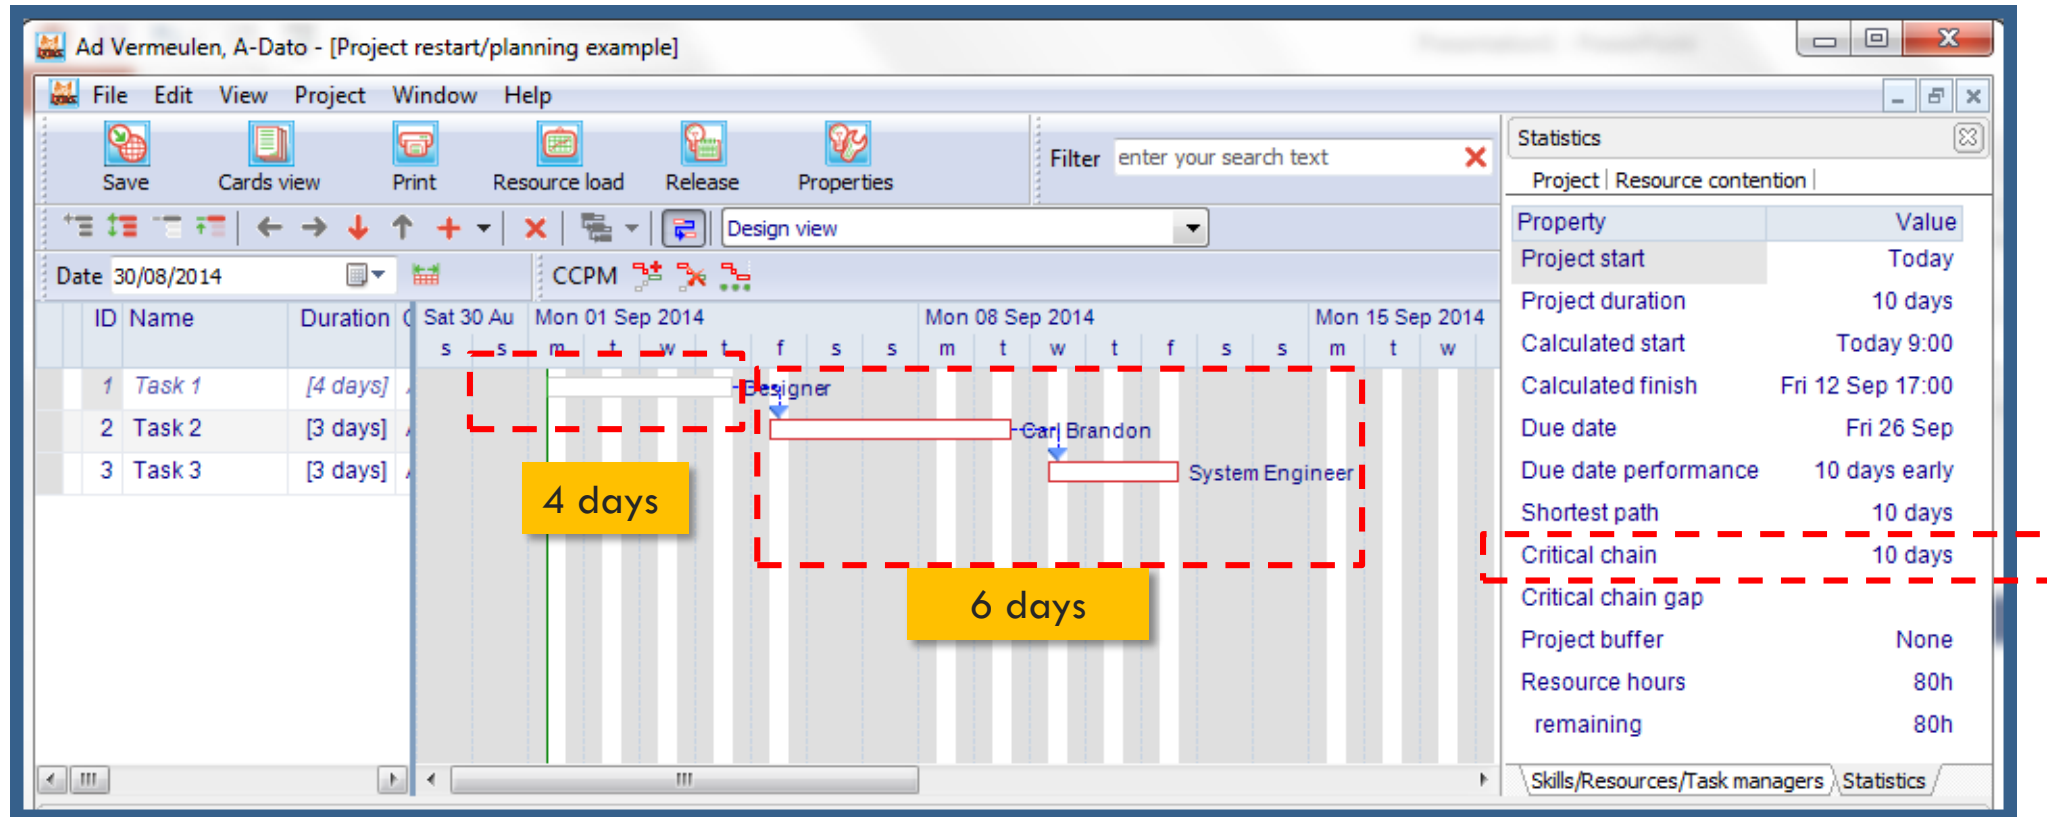 Ad Vermeulen, A-Dato - [Project restart/planning example]
File Edit View Project Window Help
Save Cards view Print Resource load Release Properties
Filter enter your search text
Design view
Date 30/08/2014 CCPM
ID Name Duration Sat 30 Au Mon 01 Sep 2014 Mon 08 Sep 2014 Mon 15 Sep 2014
s s m t w t f s s m t w t f s s m t w
1 Task 1 [4 days] Designer
2 Task 2 [3 days] Carl Brandon
3 Task 3 [3 days] System Engineer
4 days
6 days
Statistics
Project | Resource contention |
Property Value
Project start Today
Project duration 10 days
Calculated start Today 9:00
Calculated finish Fri 12 Sep 17:00
Due date Fri 26 Sep
Due date performance 10 days early
Shortest path 10 days
Critical chain 10 days
Critical chain gap
Project buffer None
Resource hours 80h
remaining 80h
Skills/Resources/Task managers Statistics